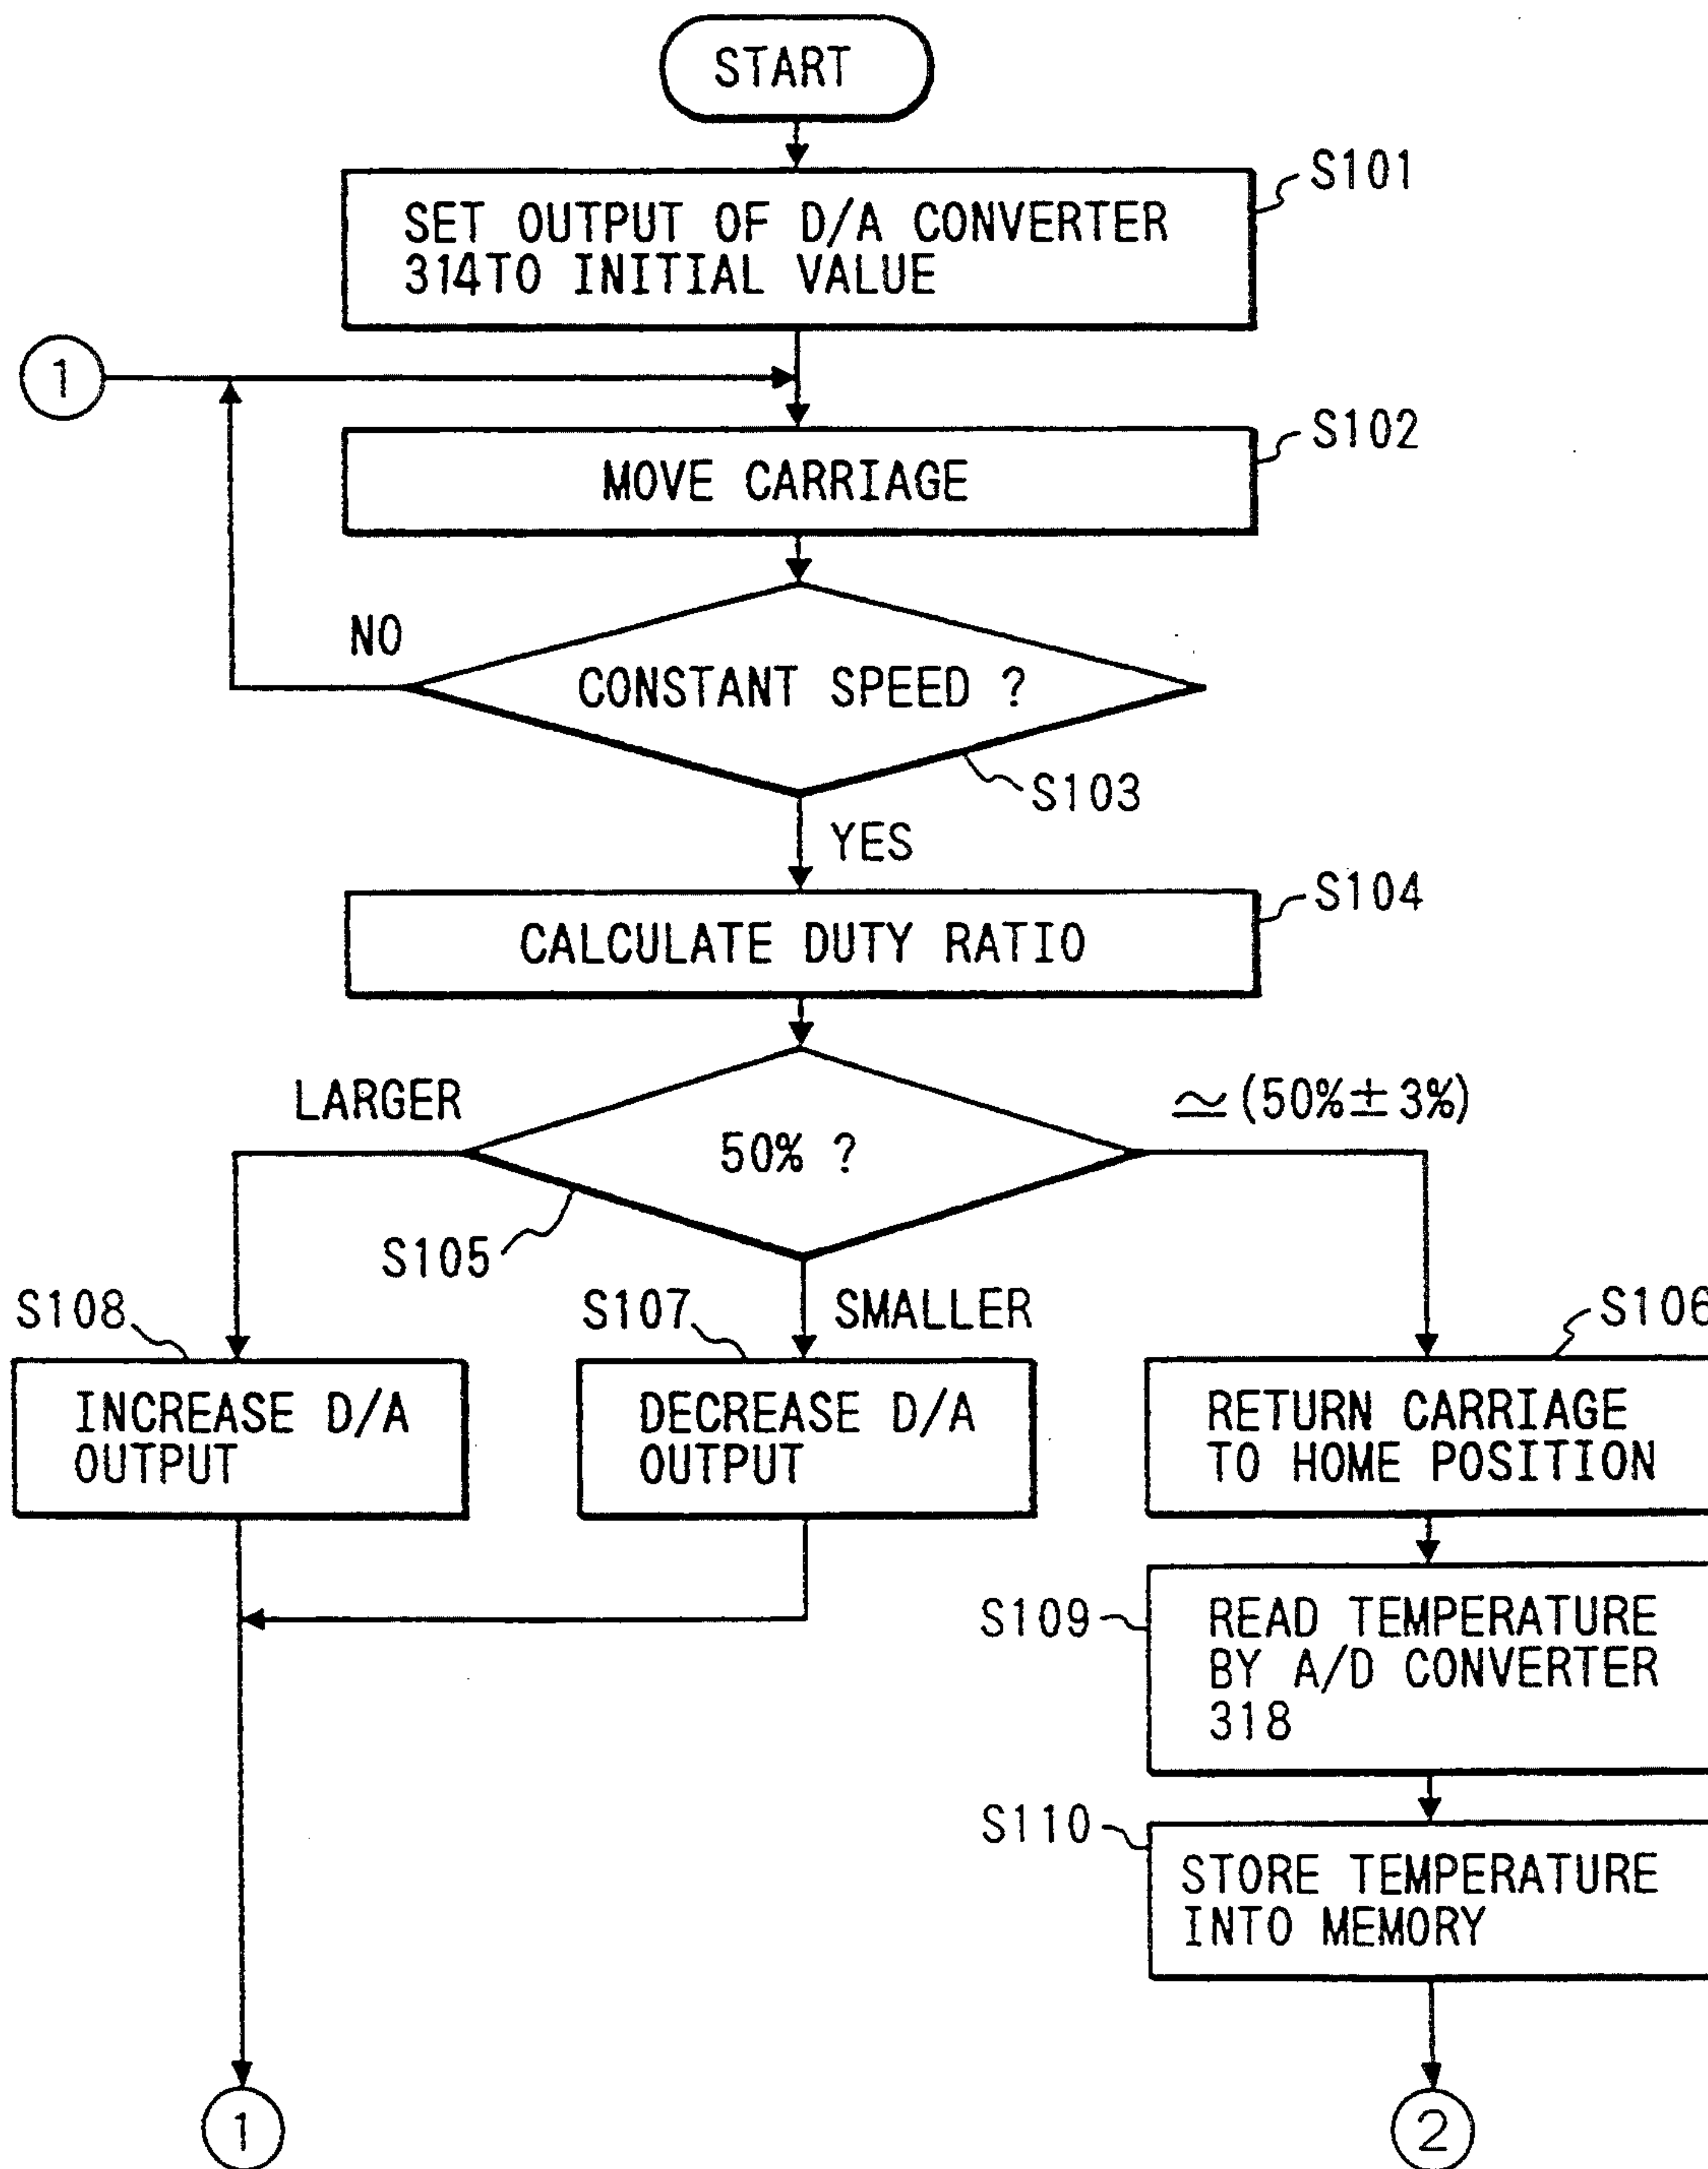 START
S101
SET OUTPUT OF D/A CONVERTER
314TO INITIAL VALUE
1
S102
MOVE CARRIAGE
NO
CONSTANT SPEED ?
S103
YES
S104
CALCULATE DUTY RATIO
LARGER
≃(50%±3%)
50% ?
S105
S108
S107
SMALLER
S106
INCREASE D/A
OUTPUT
DECREASE D/A
OUTPUT
RETURN CARRIAGE
TO HOME POSITION
S109
READ TEMPERATURE
BY A/D CONVERTER
318
S110
STORE TEMPERATURE
INTO MEMORY
1
2